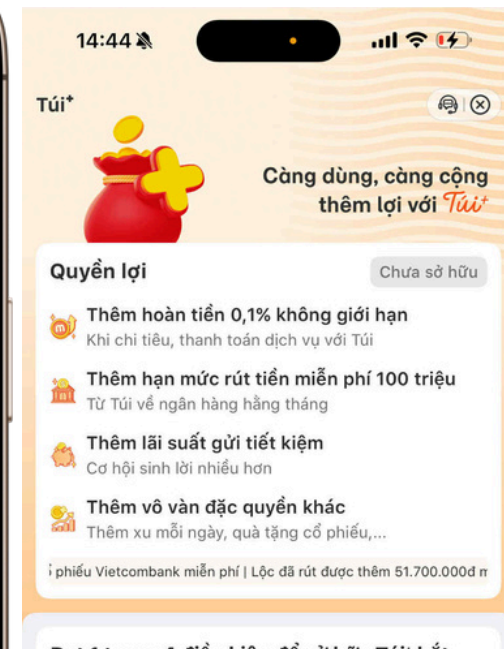 14:44
Túi+
Càng dùng, càng cộng
thêm lợi với Túi+
Quyền lợi
Chưa sở hữu
Thêm hoàn tiền 0,1% không giới hạn
Khi chi tiêu, thanh toán dịch vụ với Túi
Thêm hạn mức rút tiền miễn phí 100 triệu
Từ Túi về ngân hàng hằng tháng
Thêm lãi suất gửi tiết kiệm
Cơ hội sinh lời nhiều hơn
Thêm vô vàn đặc quyền khác
Thêm xu mỗi ngày, quà tặng cổ phiếu,...
phiếu Vietcombank miễn phí | Lộc đã rút được thêm 51.700.000đ m